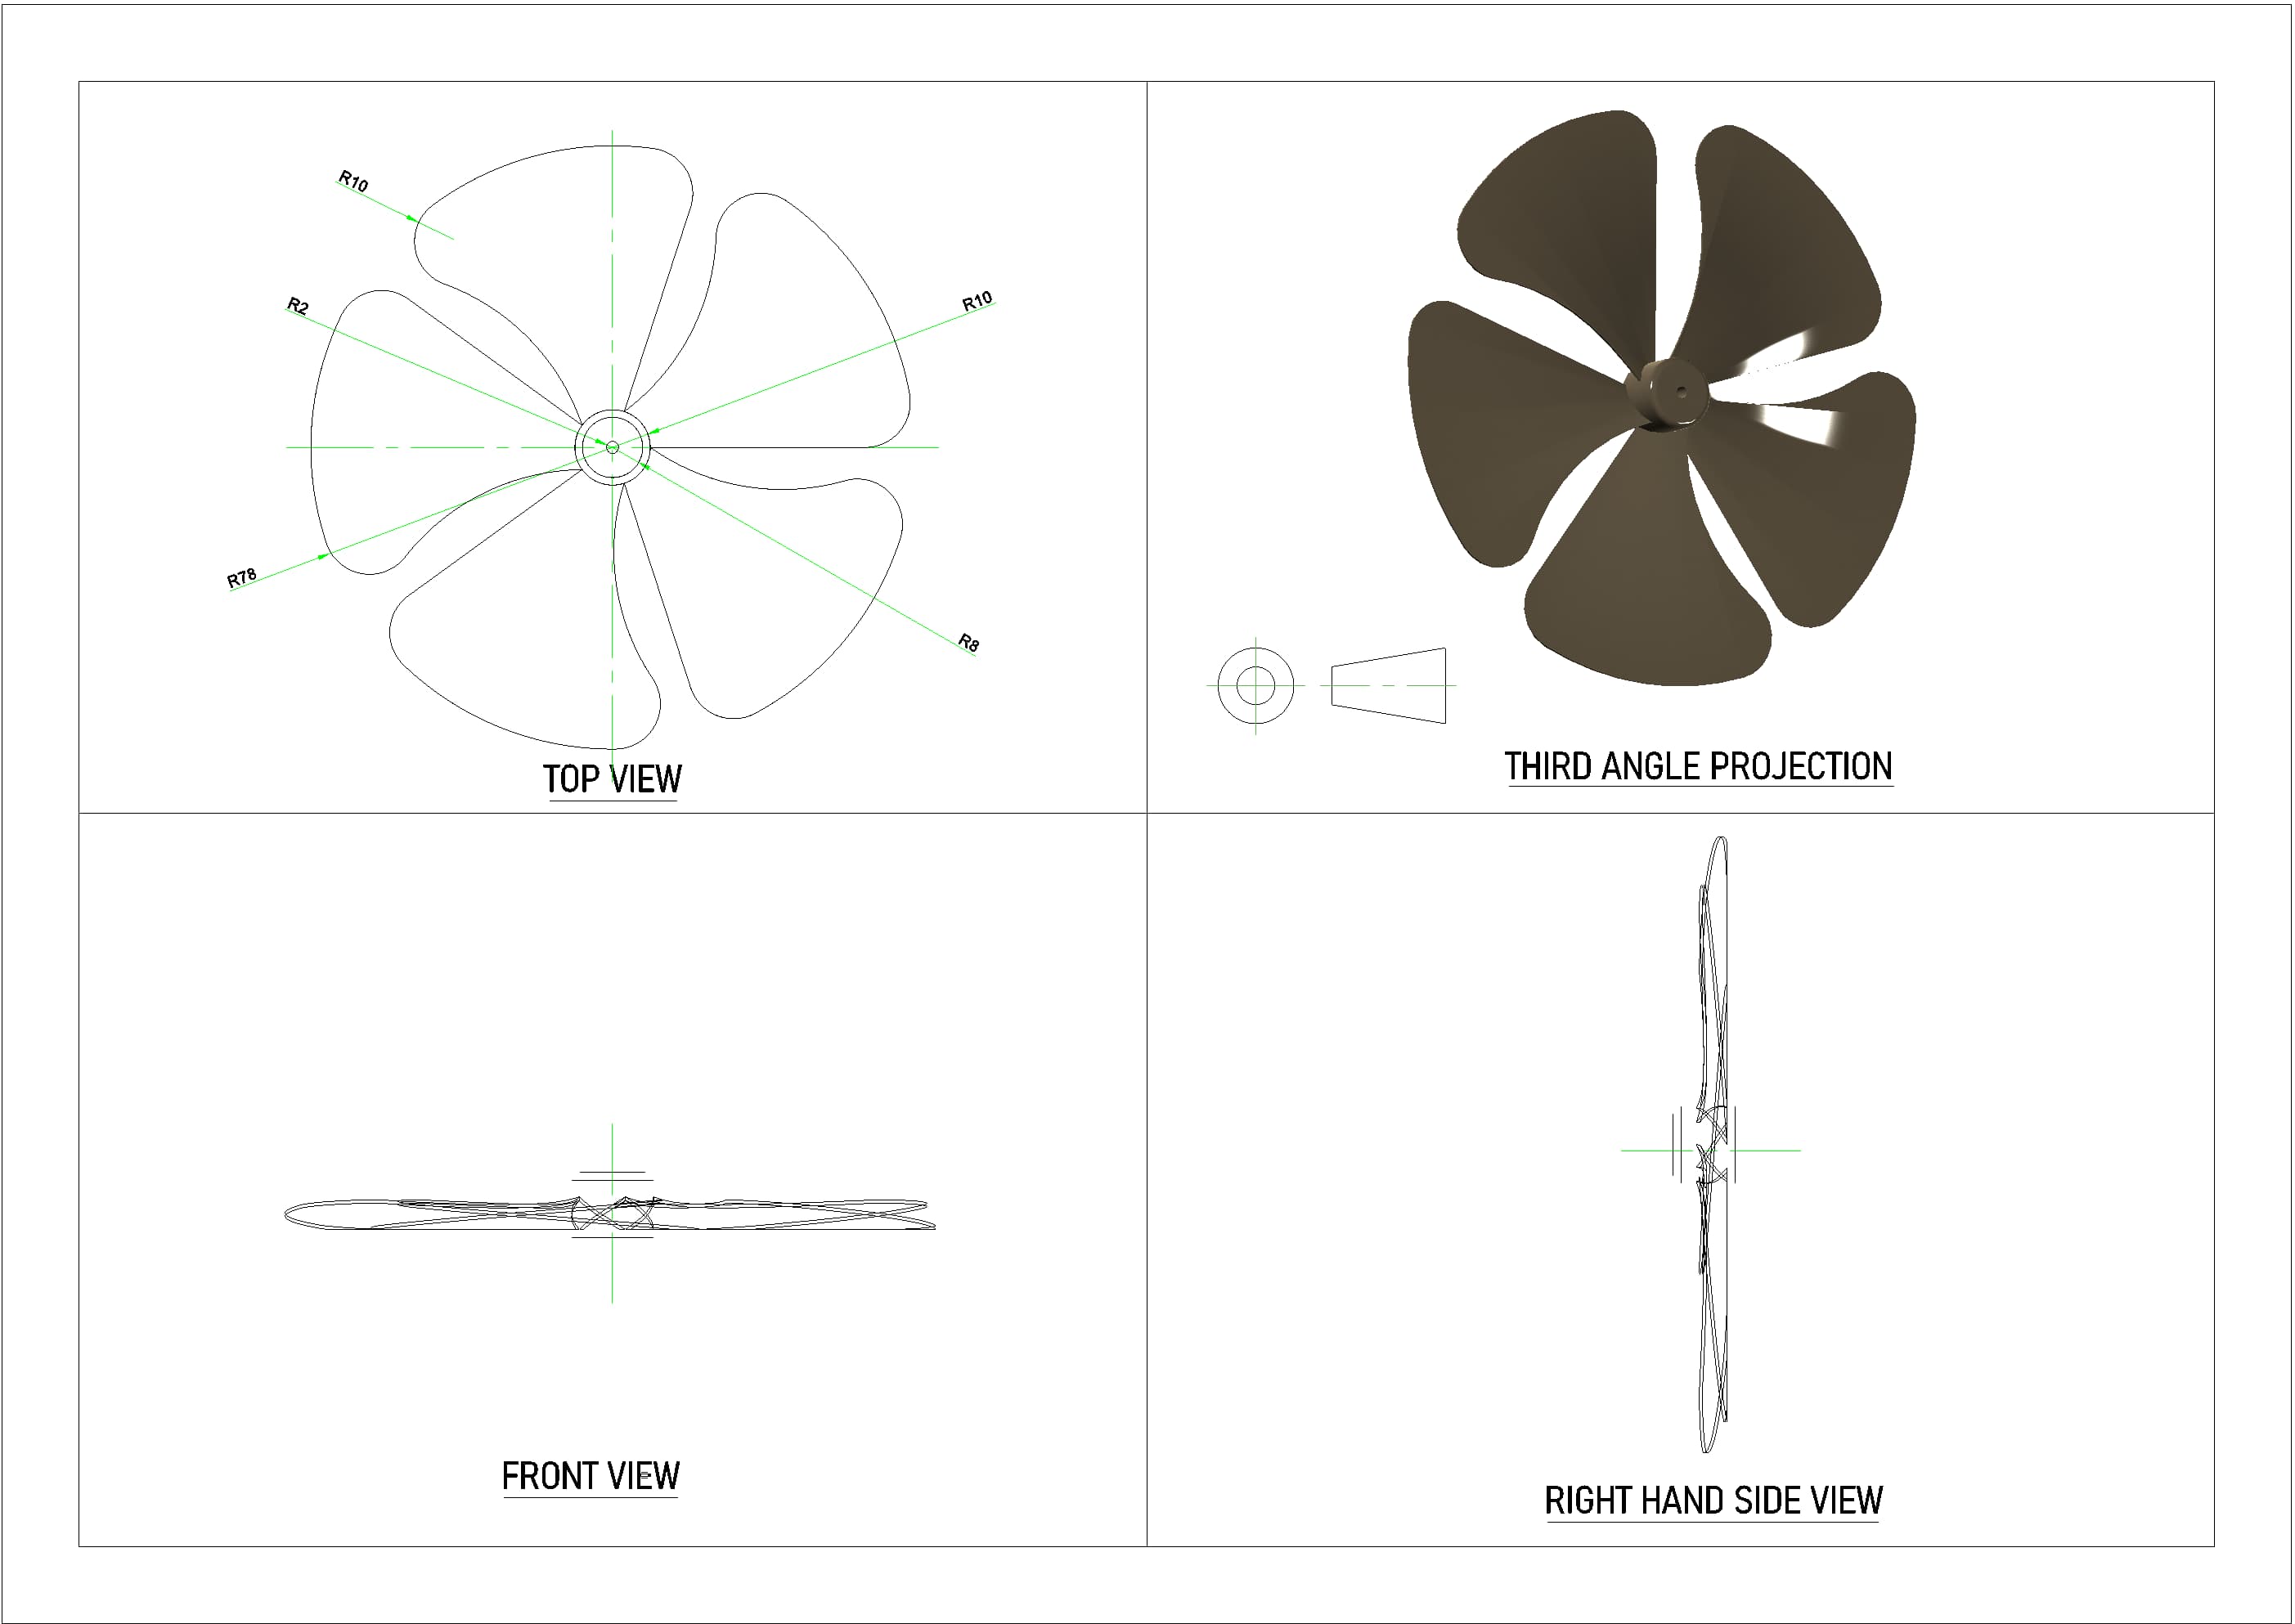 R10
R2
R10
R78
R8
TOP VIEW
THIRD ANGLE PROJECTION
FRONT VIEW
RIGHT HAND SIDE VIEW